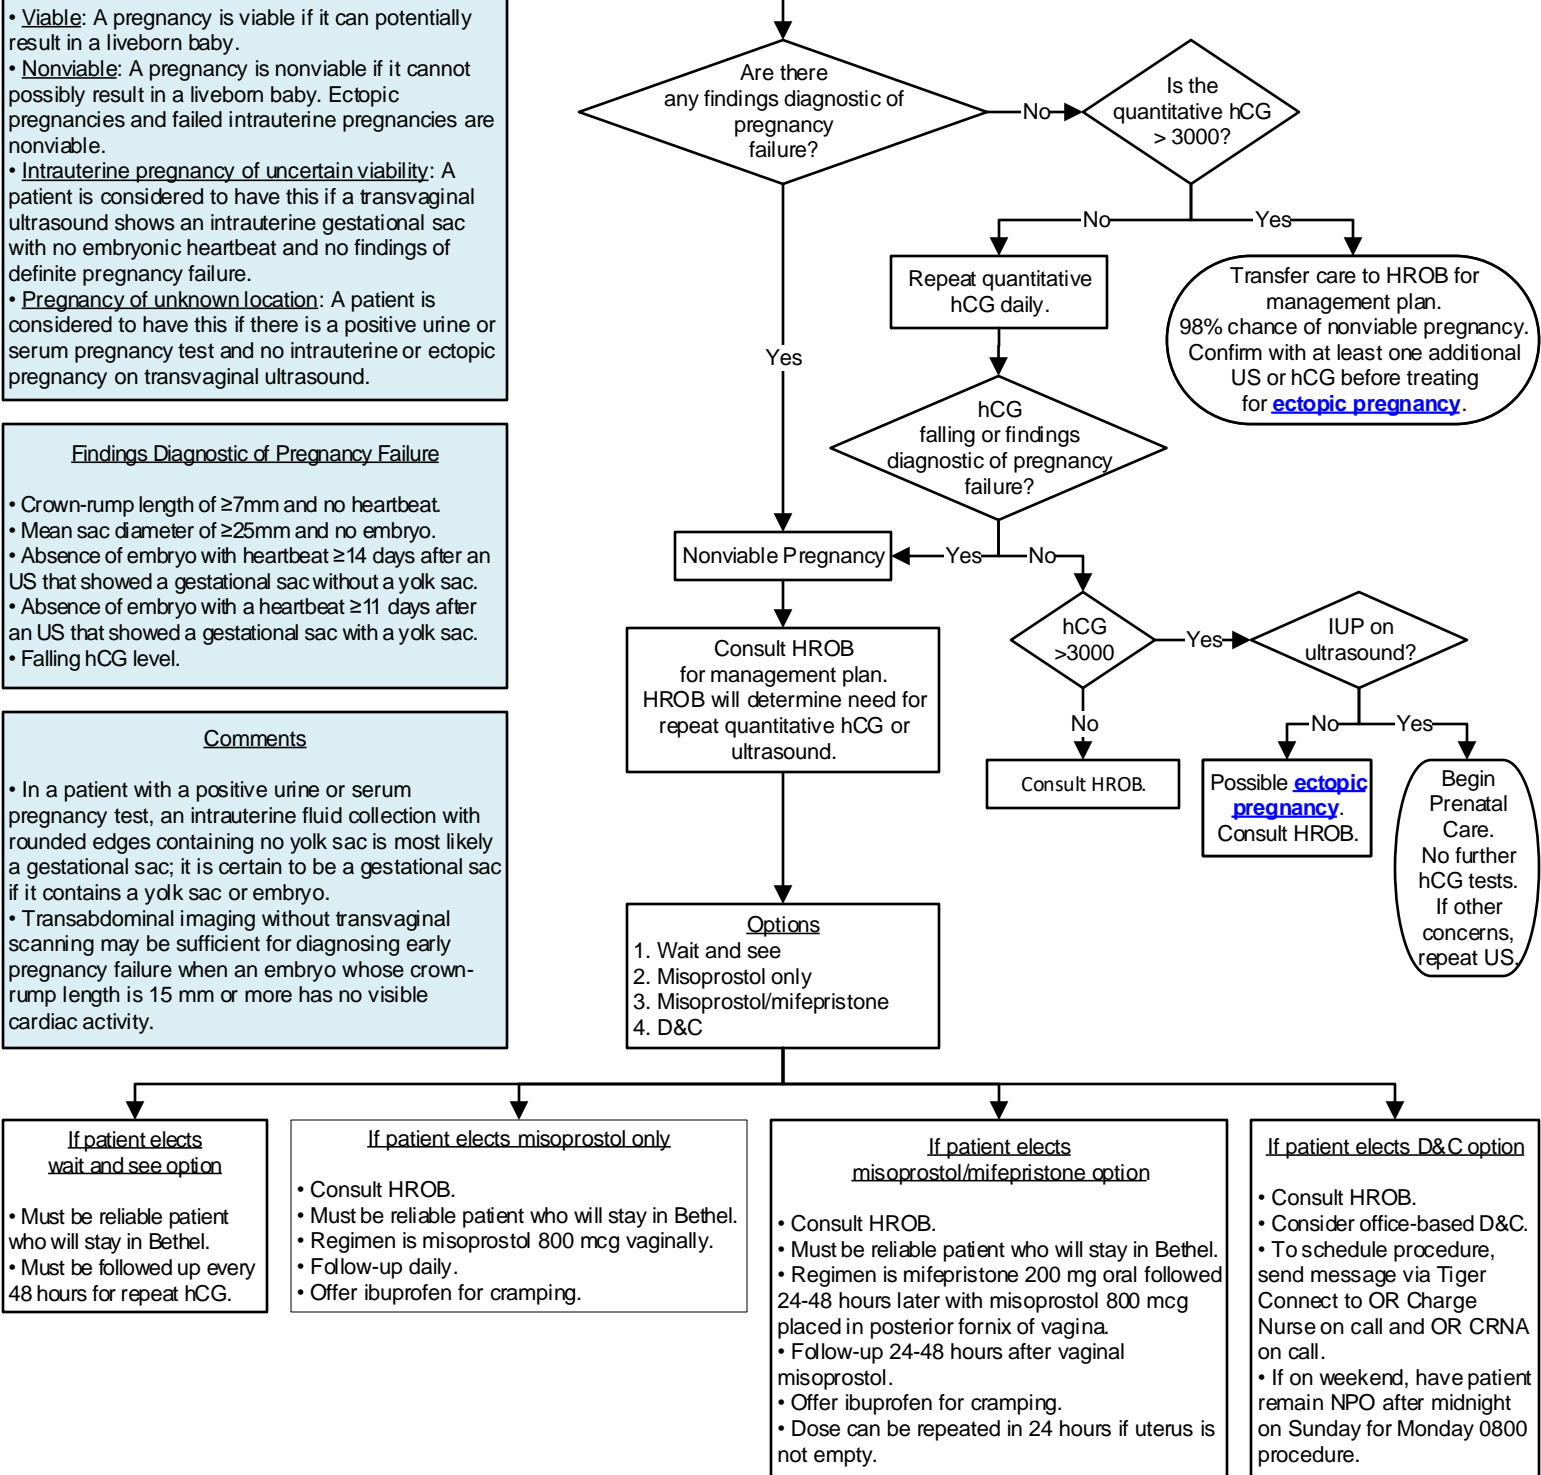 • Viable: A pregnancy is viable if it can potentially
result in a liveborn baby.
• Nonviable: A pregnancy is nonviable if it cannot
possibly result in a liveborn baby. Ectopic
pregnancies and failed intrauterine pregnancies are
nonviable.
• Intrauterine pregnancy of uncertain viability: A
patient is considered to have this if a transvaginal
ultrasound shows an intrauterine gestational sac
with no embryonic heartbeat and no findings of
definite pregnancy failure.
• Pregnancy of unknown location: A patient is
considered to have this if there is a positive urine or
serum pregnancy test and no intrauterine or ectopic
pregnancy on transvaginal ultrasound.
Findings Diagnostic of Pregnancy Failure
• Crown-rump length of ≥7mm and no heartbeat.
• Mean sac diameter of ≥25mm and no embryo.
• Absence of embryo with heartbeat ≥14 days after an
US that showed a gestational sac without a yolk sac.
• Absence of embryo with a heartbeat ≥11 days after
an US that showed a gestational sac with a yolk sac.
• Falling hCG level.
Comments
• In a patient with a positive urine or serum
pregnancy test, an intrauterine fluid collection with
rounded edges containing no yolk sac is most likely
a gestational sac; it is certain to be a gestational sac
if it contains a yolk sac or embryo.
• Transabdominal imaging without transvaginal
scanning may be sufficient for diagnosing early
pregnancy failure when an embryo whose crown-
rump length is 15 mm or more has no visible
cardiac activity.
Are there
any findings diagnostic of
pregnancy
failure?
No
Is the
quantitative hCG
> 3000?
No
Yes
Repeat quantitative
hCG daily.
Transfer care to HROB for
management plan.
98% chance of nonviable pregnancy.
Confirm with at least one additional
US or hCG before treating
for ectopic pregnancy.
Yes
hCG
falling or findings
diagnostic of pregnancy
failure?
Nonviable Pregnancy
Yes
No
Consult HROB
for management plan.
HROB will determine need for
repeat quantitative hCG or
ultrasound.
hCG
>3000
Yes
IUP on
ultrasound?
No
No
Yes
Consult HROB.
Possible ectopic
pregnancy.
Consult HROB.
Begin
Prenatal
Care.
No further
hCG tests.
If other
concerns,
repeat US.
Options
1. Wait and see
2. Misoprostol only
3. Misoprostol/mifepristone
4. D&C
If patient elects
wait and see option
• Must be reliable patient
who will stay in Bethel.
• Must be followed up every
48 hours for repeat hCG.
If patient elects misoprostol only
• Consult HROB.
• Must be reliable patient who will stay in Bethel.
• Regimen is misoprostol 800 mcg vaginally.
• Follow-up daily.
• Offer ibuprofen for cramping.
If patient elects
misoprostol/mifepristone option
• Consult HROB.
• Must be reliable patient who will stay in Bethel.
• Regimen is mifepristone 200 mg oral followed
24-48 hours later with misoprostol 800 mcg
placed in posterior fornix of vagina.
• Follow-up 24-48 hours after vaginal
misoprostol.
• Offer ibuprofen for cramping.
• Dose can be repeated in 24 hours if uterus is
not empty.
If patient elects D&C option
• Consult HROB.
• Consider office-based D&C.
• To schedule procedure,
send message via Tiger
Connect to OR Charge
Nurse on call and OR CRNA
on call.
• If on weekend, have patient
remain NPO after midnight
on Sunday for Monday 0800
procedure.